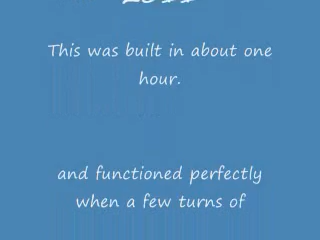 This was built in about one
hour.
and functioned perfectly
when a few turns of